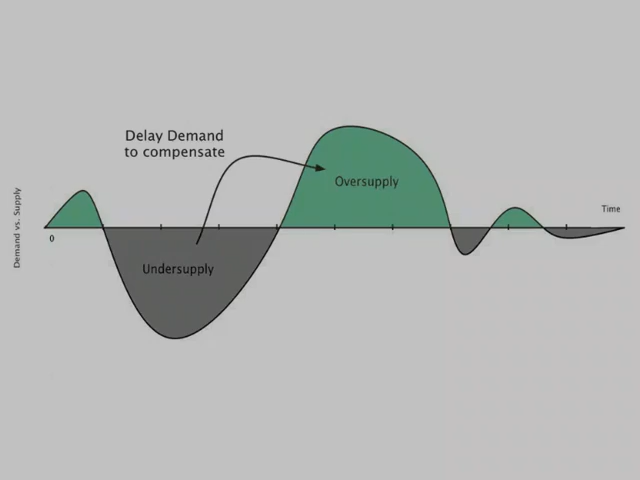 Delay Demand
to compensate
Oversupply
Time
Demand vs. Supply
0
Undersupply